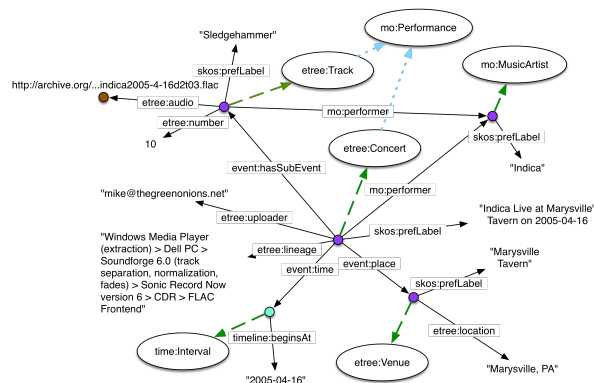 mo:Performance
"Sledgehammer"
skos:prefLabel
etree:Track
mo:MusicArtist
http://archive.org/...indica2005-4-16d2t03.flac
etree:audio
mo:performer
etree:number
10
skos:prefLabel
etree:Concert
"Indica"
event:hasSubEvent
mo:performer
"mike@thegreenonions.net"
etree:uploader
"Indica Live at Marysville'
Tavern on 2005-04-16'
skos:prefLabel
"Windows Media Player
(extraction) > Dell PC >
Soundforge 6.0 (track
separation, normalization,
fades) > Sonic Record Now
version 6 > CDR > FLAC
Frontend"
etree:lineage
event:time
event:place
"Marysville
Tavern"
skos:prefLabel
etree:location
timeline:beginsAt
time:Interval
etree:Venue
"Marysville, PA"
"2005-04-16"